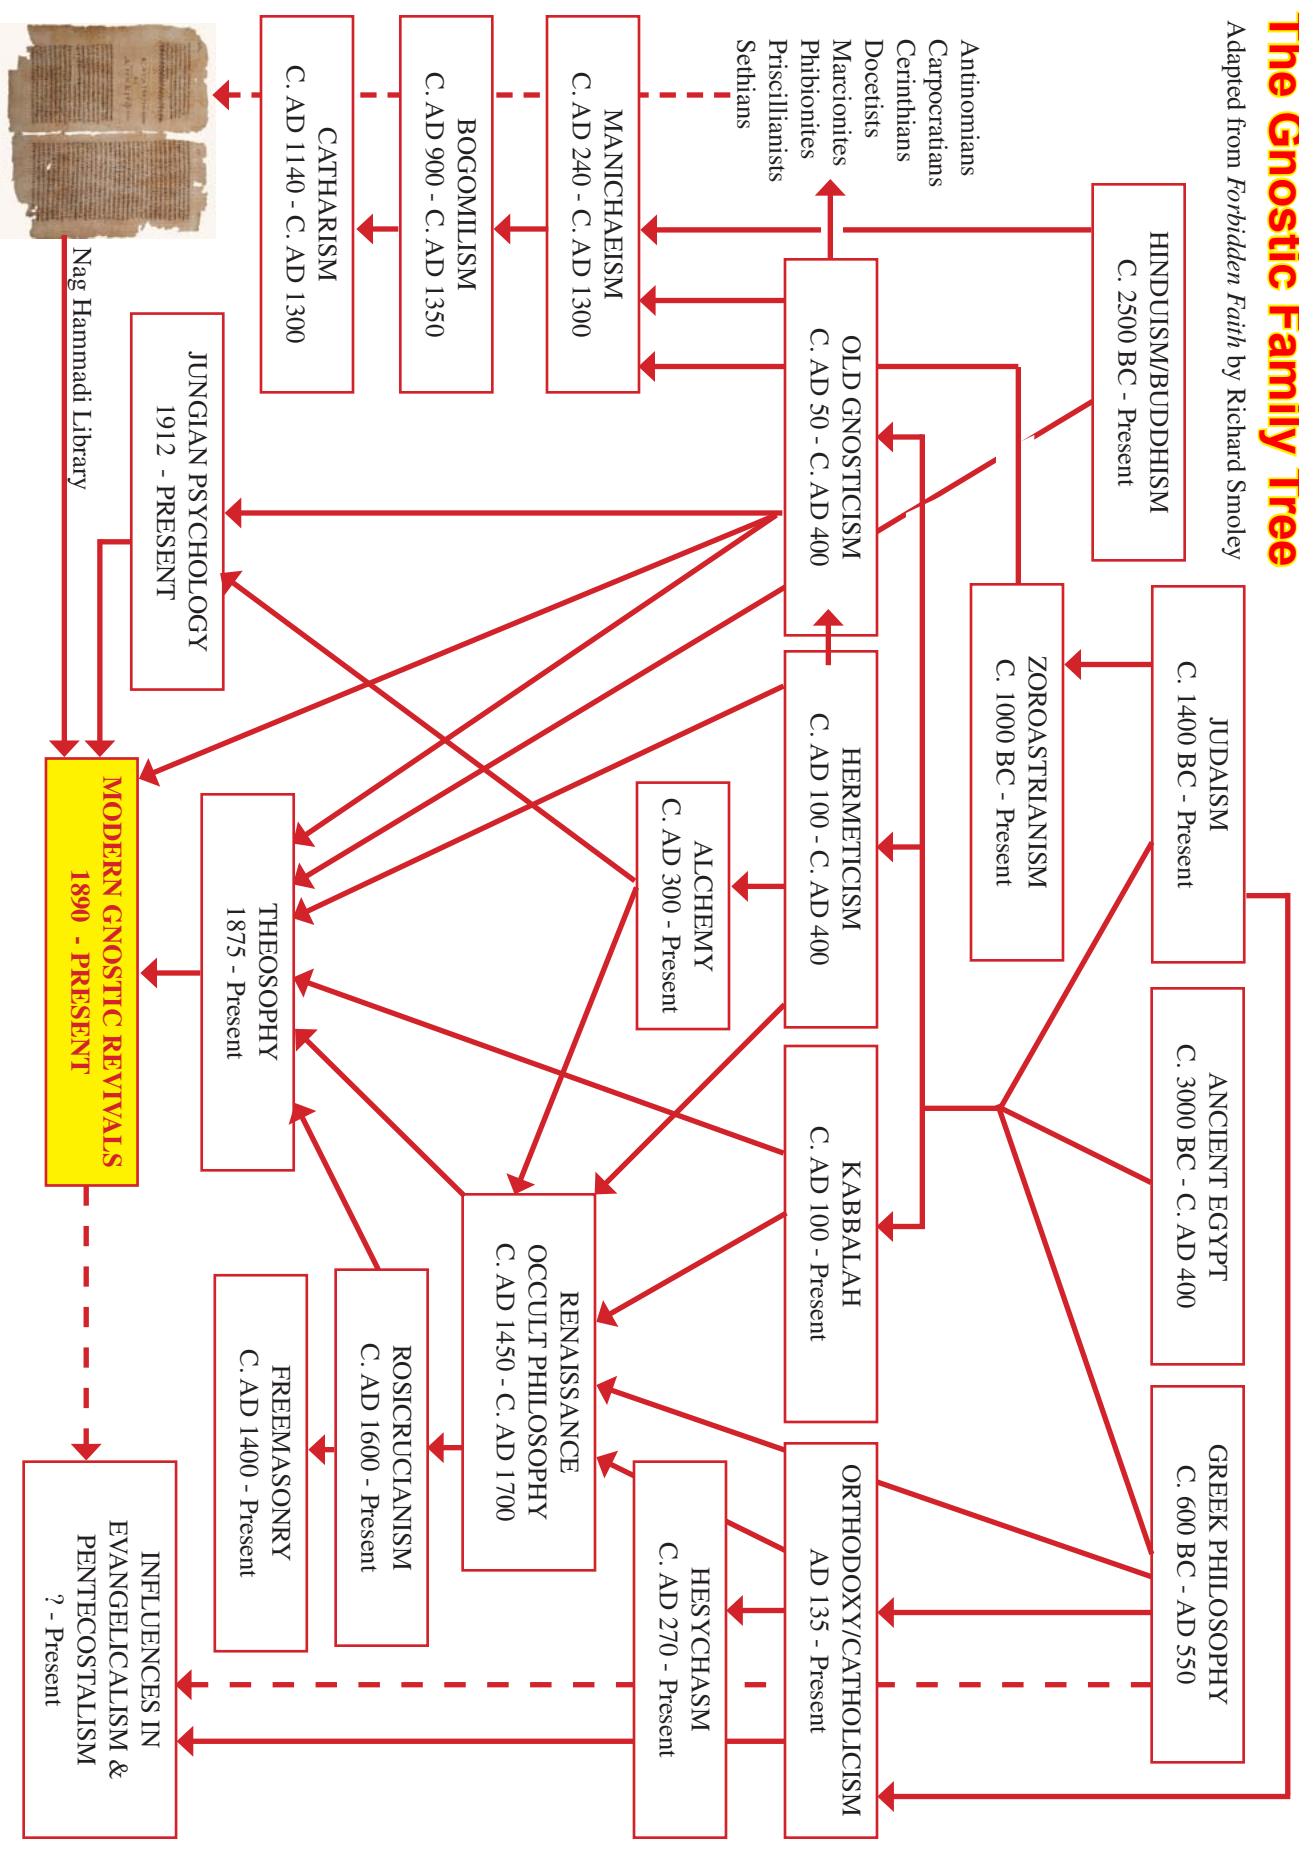 The Gnostic Family Tree
Adapted from Forbidden Faith by Richard Smoley
HINDUISM/BUDDHISM
C. 2500 BC - Present
JUDAISM
C. 1400 BC - Present
ANCIENT EGYPT
C. 3000 BC - C. AD 400
GREEK PHILOSOPHY
C. 600 BC - AD 550
ZOROASTRIANISM
C. 1000 BC - Present
Antinomians
Carpocratians
Cerinthians
Docetists
Marcionites
Phibionites
Priscillianists
Sethians
OLD GNOSTICISM
C. AD 50 - C. AD 400
HERMETICISM
C. AD 100 - C. AD 400
KABBALAH
C. AD 100 - Present
ORTHODOXY/CATHOLICISM
AD 135 - Present
MANICHAEISM
C. AD 240 - C. AD 1300
ALCHEMY
C. AD 300 - Present
HESYCHASM
C. AD 270 - Present
BOGOMILISM
C. AD 900 - C. AD 1350
RENAISSANCE
OCCULT PHILOSOPHY
C. AD 1450 - C. AD 1700
CATHARISM
C. AD 1140 - C. AD 1300
ROSICRUCIANISM
C. AD 1600 - Present
JUNGIAN PSYCHOLOGY
1912 - PRESENT
THEOSOPHY
1875 - Present
FREEMASONRY
C. AD 1400 - Present
Nag Hammadi Library
MODERN GNOSTIC REVIVALS
1890 - PRESENT
INFLUENCES IN
EVANGELICALISM &
PENTECOSTALISM
? - Present